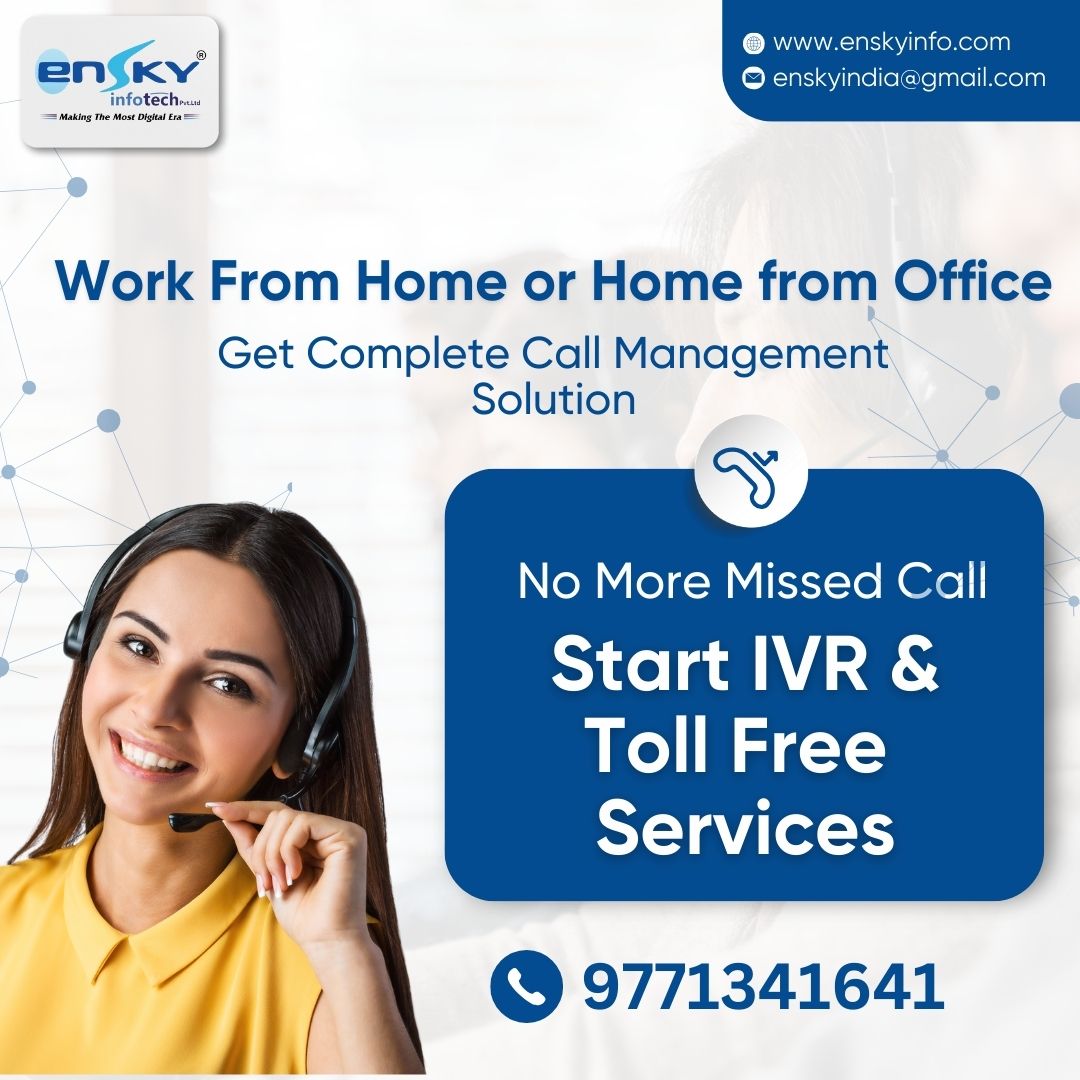 ensky®
infotech Pvt.Ltd
Making The Most Digital Era
www.enskyinfo.com
enskyindia@gmail.com
Work From Home or Home from Office
Get Complete Call Management
Solution
No More Missed Call
Start IVR &
Toll Free
Services
9771341641